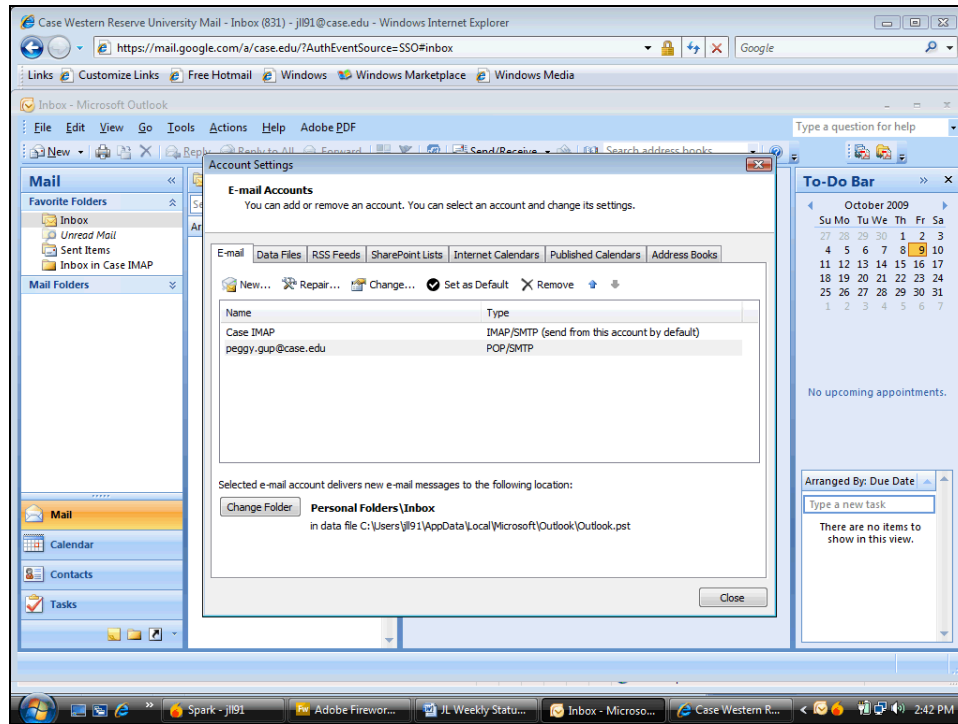 Case Western Reserve University Mail - Inbox (831) - jll91@case.edu - Windows Internet Explorer
https://mail.google.com/a/case.edu/?AuthEventSource=SSO#inbox
Google
Links Customize Links Free Hotmail Windows Windows Marketplace Windows Media
Inbox - Microsoft Outlook
File Edit View Go Tools Actions Help Adobe PDF
Type a question for help
New Reply Reply to All Forward Send/Receive Search address books
Mail «
Favorite Folders
Inbox
Unread Mail
Sent Items
Inbox in Case IMAP
Mail Folders
Mail
Calendar
Contacts
Tasks
Account Settings
E-mail Accounts
You can add or remove an account. You can select an account and change its settings.
E-mail Data Files RSS Feeds SharePoint Lists Internet Calendars Published Calendars Address Books
New... Repair... Change... Set as Default Remove
Name Type
Case IMAP IMAP/SMTP (send from this account by default)
peggy.gup@case.edu POP/SMTP
Selected e-mail account delivers new e-mail messages to the following location:
Change Folder Personal Folders\Inbox
in data file C:\Users\jll91\AppData\Local\Microsoft\Outlook\Outlook.pst
Close
To-Do Bar »
October 2009
Su Mo Tu We Th Fr Sa
27 28 29 30 1 2 3
4 5 6 7 8 9 10
11 12 13 14 15 16 17
18 19 20 21 22 23 24
25 26 27 28 29 30 31
1 2 3 4 5 6 7
No upcoming appointments.
Arranged By: Due Date
Type a new task
There are no items to
show in this view.
» Spark - jll91 Adobe Firewor... JL Weekly Statu... Inbox - Microso... Case Western R... < 2:42 PM